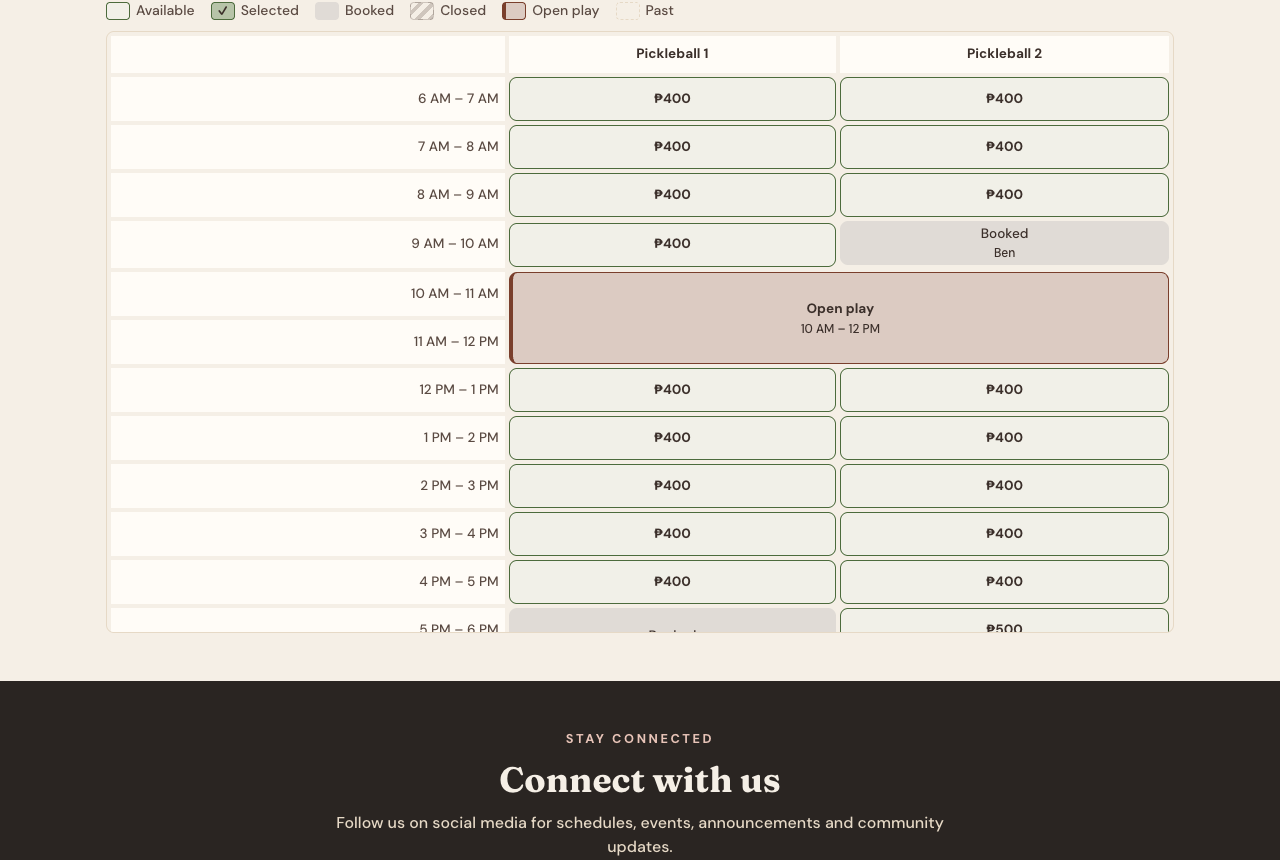 Available Selected Booked Closed Open play Past
Pickleball 1 Pickleball 2
6 AM – 7 AM ₱400 ₱400
7 AM – 8 AM ₱400 ₱400
8 AM – 9 AM ₱400 ₱400
9 AM – 10 AM ₱400 Booked
Ben
10 AM – 11 AM Open play
10 AM – 12 PM
11 AM – 12 PM
12 PM – 1 PM ₱400 ₱400
1 PM – 2 PM ₱400 ₱400
2 PM – 3 PM ₱400 ₱400
3 PM – 4 PM ₱400 ₱400
4 PM – 5 PM ₱400 ₱400
5 PM – 6 PM ₱500
STAY CONNECTED
Connect with us
Follow us on social media for schedules, events, announcements and community
updates.